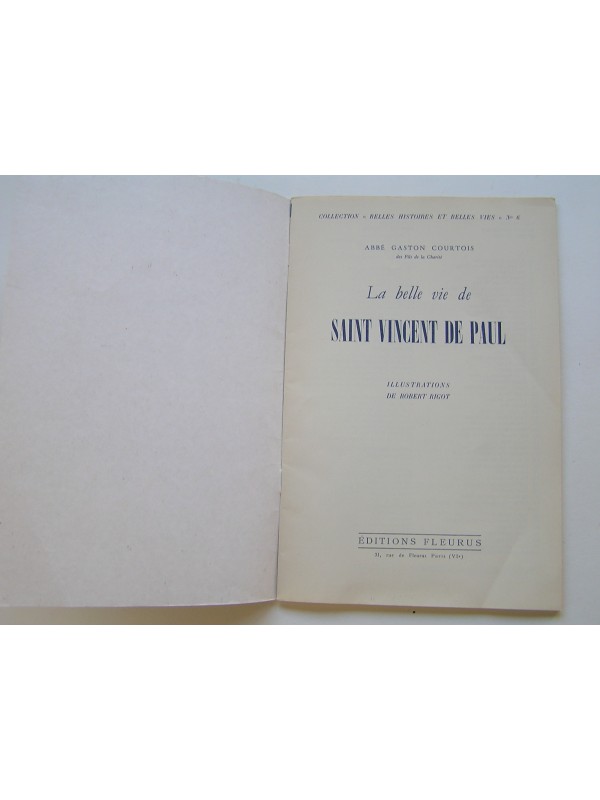 COLLECTION « BELLES HISTOIRES ET BELLES VIES » Nº 6
ABBÉ GASTON COURTOIS
des Fils de la Charité
La belle vie de
SAINT VINCENT DE PAUL
ILLUSTRATIONS
DE ROBERT RIGOT
ÉDITIONS FLEURUS
31, rue de Fleurus Paris (VIe)